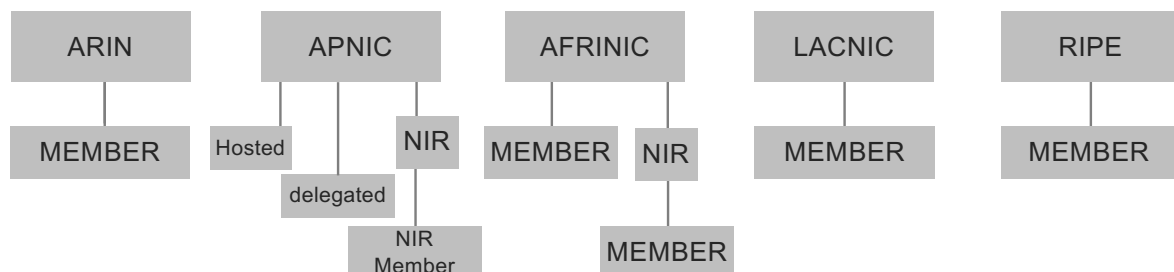 ARIN
APNIC
AFRINIC
LACNIC
RIPE
MEMBER
Hosted
NIR
MEMBER
NIR
MEMBER
MEMBER
delegated
NIR
Member
MEMBER